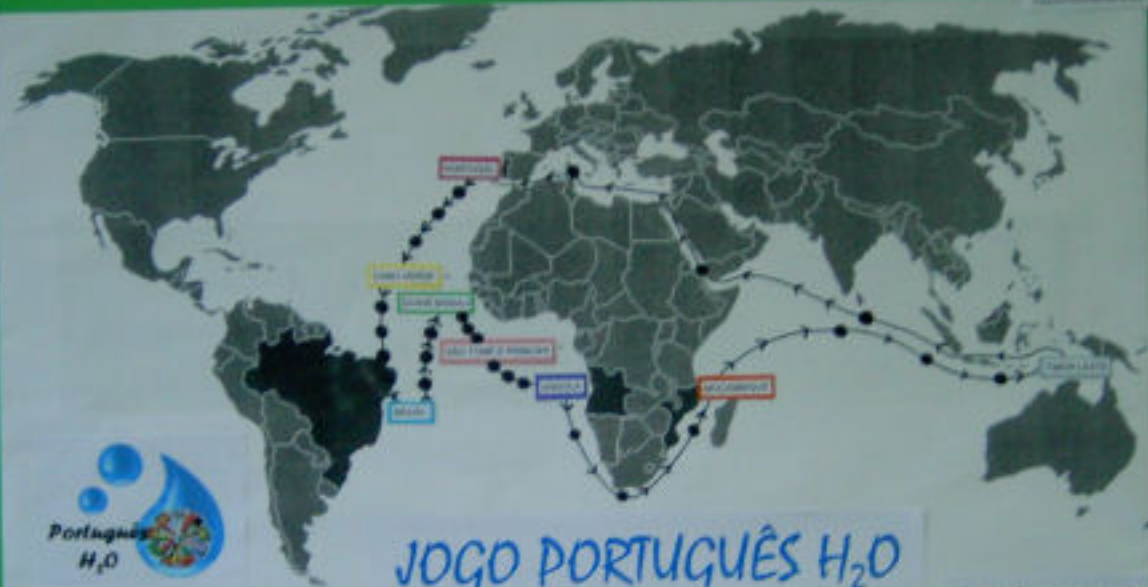 PORTUGAL
CABO VERDE
GUINÉ BISSAU
SÃO TOMÉ E PRÍNCIPE
ANGOLA
MOÇAMBIQUE
TIMOR LESTE
BRASIL
Português
H₂O
JOGO PORTUGUÊS H₂O